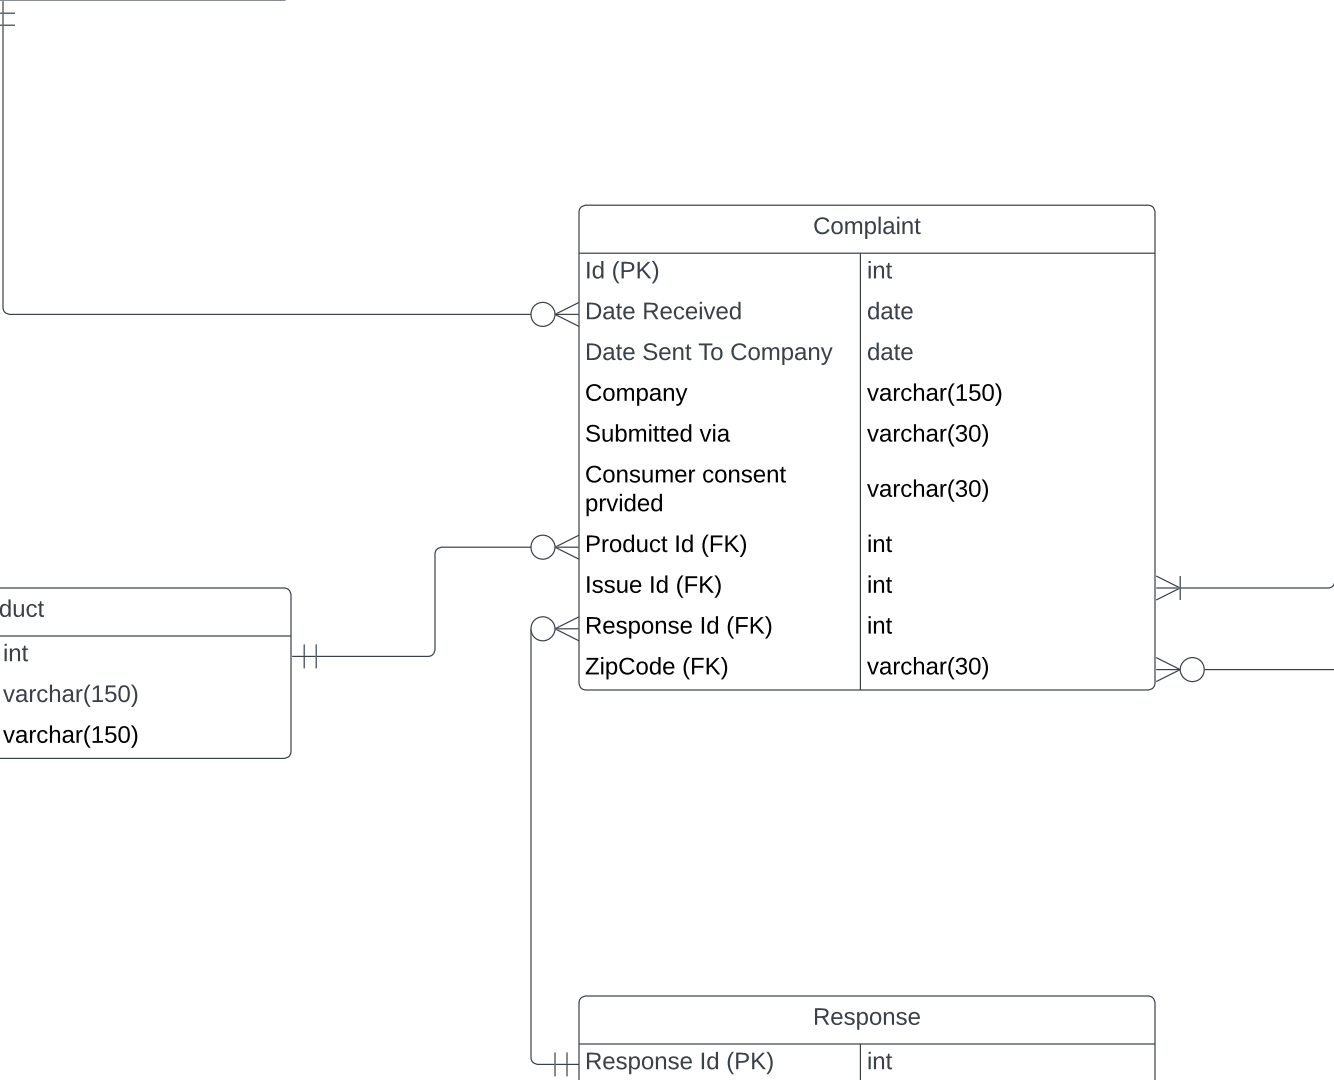 Complaint
Id (PK) int
Date Received date
Date Sent To Company date
Company varchar(150)
Submitted via varchar(30)
Consumer consent
prvided varchar(30)
Product Id (FK) int
Issue Id (FK) int
Response Id (FK) int
ZipCode (FK) varchar(30)
duct
int
varchar(150)
varchar(150)
Response
Response Id (PK) int